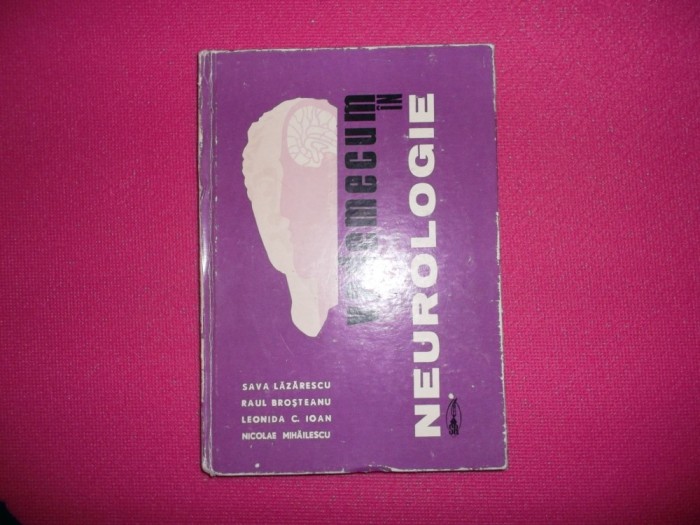 vademecum
ÎN
NEUROLOGIE
SAVA LĂZĂRESCU
RAUL BROȘTEANU
LEONIDA C. IOAN
NICOLAE MIHĂILESCU